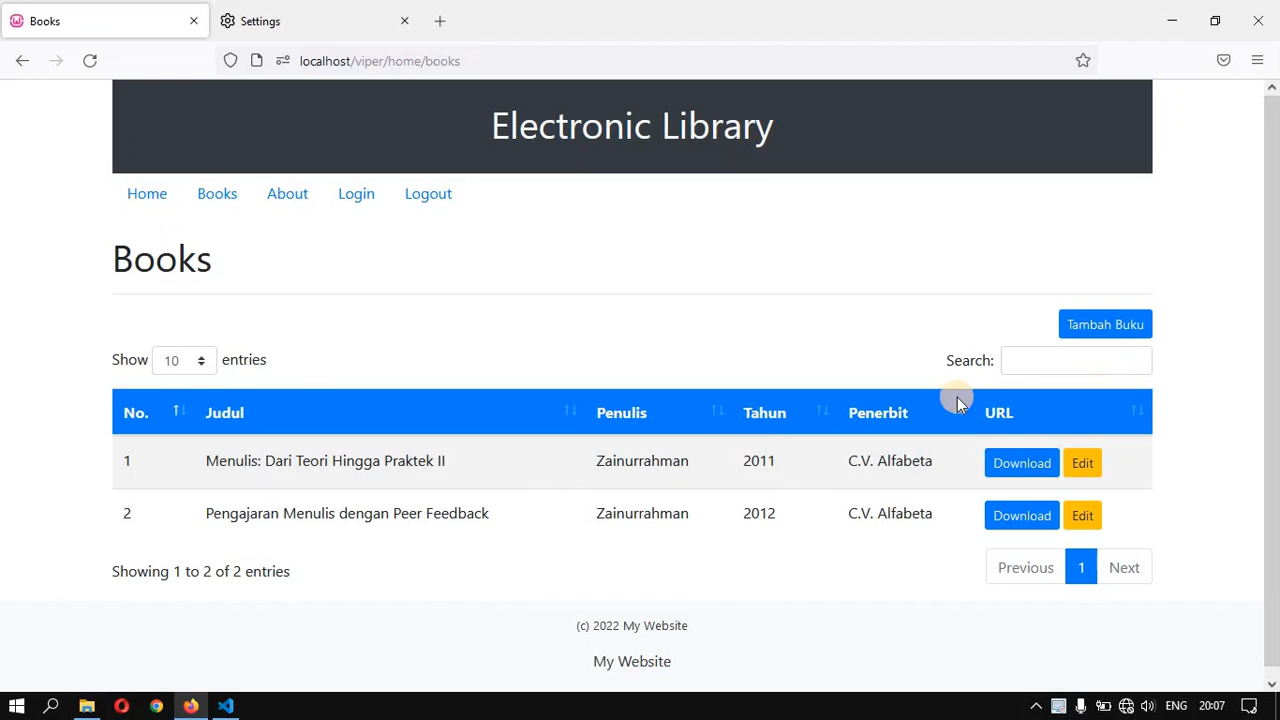 Books
Settings
localhost/viper/home/books
Electronic Library
Home Books About Login Logout
Books
Tambah Buku
Show 10 entries Search:
No. Judul Penulis Tahun Penerbit URL
1 Menulis: Dari Teori Hingga Praktek II Zainurrahman 2011 C.V. Alfabeta Download Edit
2 Pengajaran Menulis dengan Peer Feedback Zainurrahman 2012 C.V. Alfabeta Download Edit
Showing 1 to 2 of 2 entries Previous 1 Next
(c) 2022 My Website
My Website
ENG 20:07